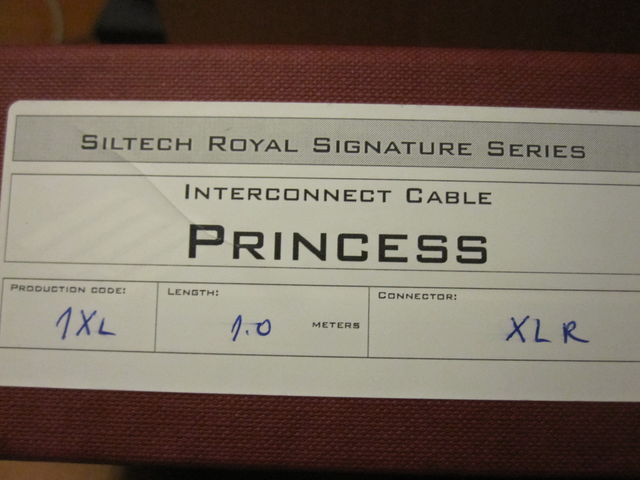 SILTECH ROYAL SIGNATURE SERIES
INTERCONNECT CABLE
PRINCESS
PRODUCTION CODE: LENGTH: CONNECTOR:
1XL 1.0 METERS XLR